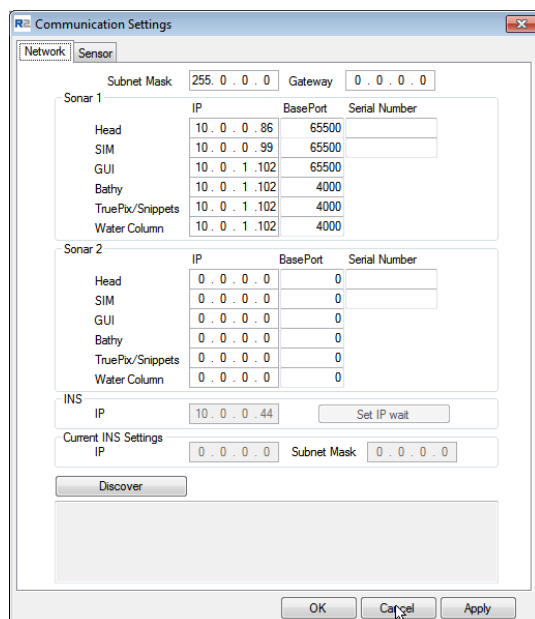 R2 Communication Settings
Network Sensor
Subnet Mask 255. 0 . 0 . 0 Gateway 0 . 0 . 0 . 0
Sonar 1
IP BasePort Serial Number
Head 10 . 0 . 0 . 86 65500
SIM 10 . 0 . 0 . 99 65500
GUI 10 . 0 . 1 . 102 65500
Bathy 10 . 0 . 1 . 102 4000
TruePix/Snippets 10 . 0 . 1 . 102 4000
Water Column 10 . 0 . 1 . 102 4000
Sonar 2
IP BasePort Serial Number
Head 0 . 0 . 0 . 0 0
SIM 0 . 0 . 0 . 0 0
GUI 0 . 0 . 0 . 0 0
Bathy 0 . 0 . 0 . 0 0
TruePix/Snippets 0 . 0 . 0 . 0 0
Water Column 0 . 0 . 0 . 0 0
INS
IP 10 . 0 . 0 . 44 Set IP wait
Current INS Settings
IP 0 . 0 . 0 . 0 Subnet Mask 0 . 0 . 0 . 0
Discover
OK Cancel Apply